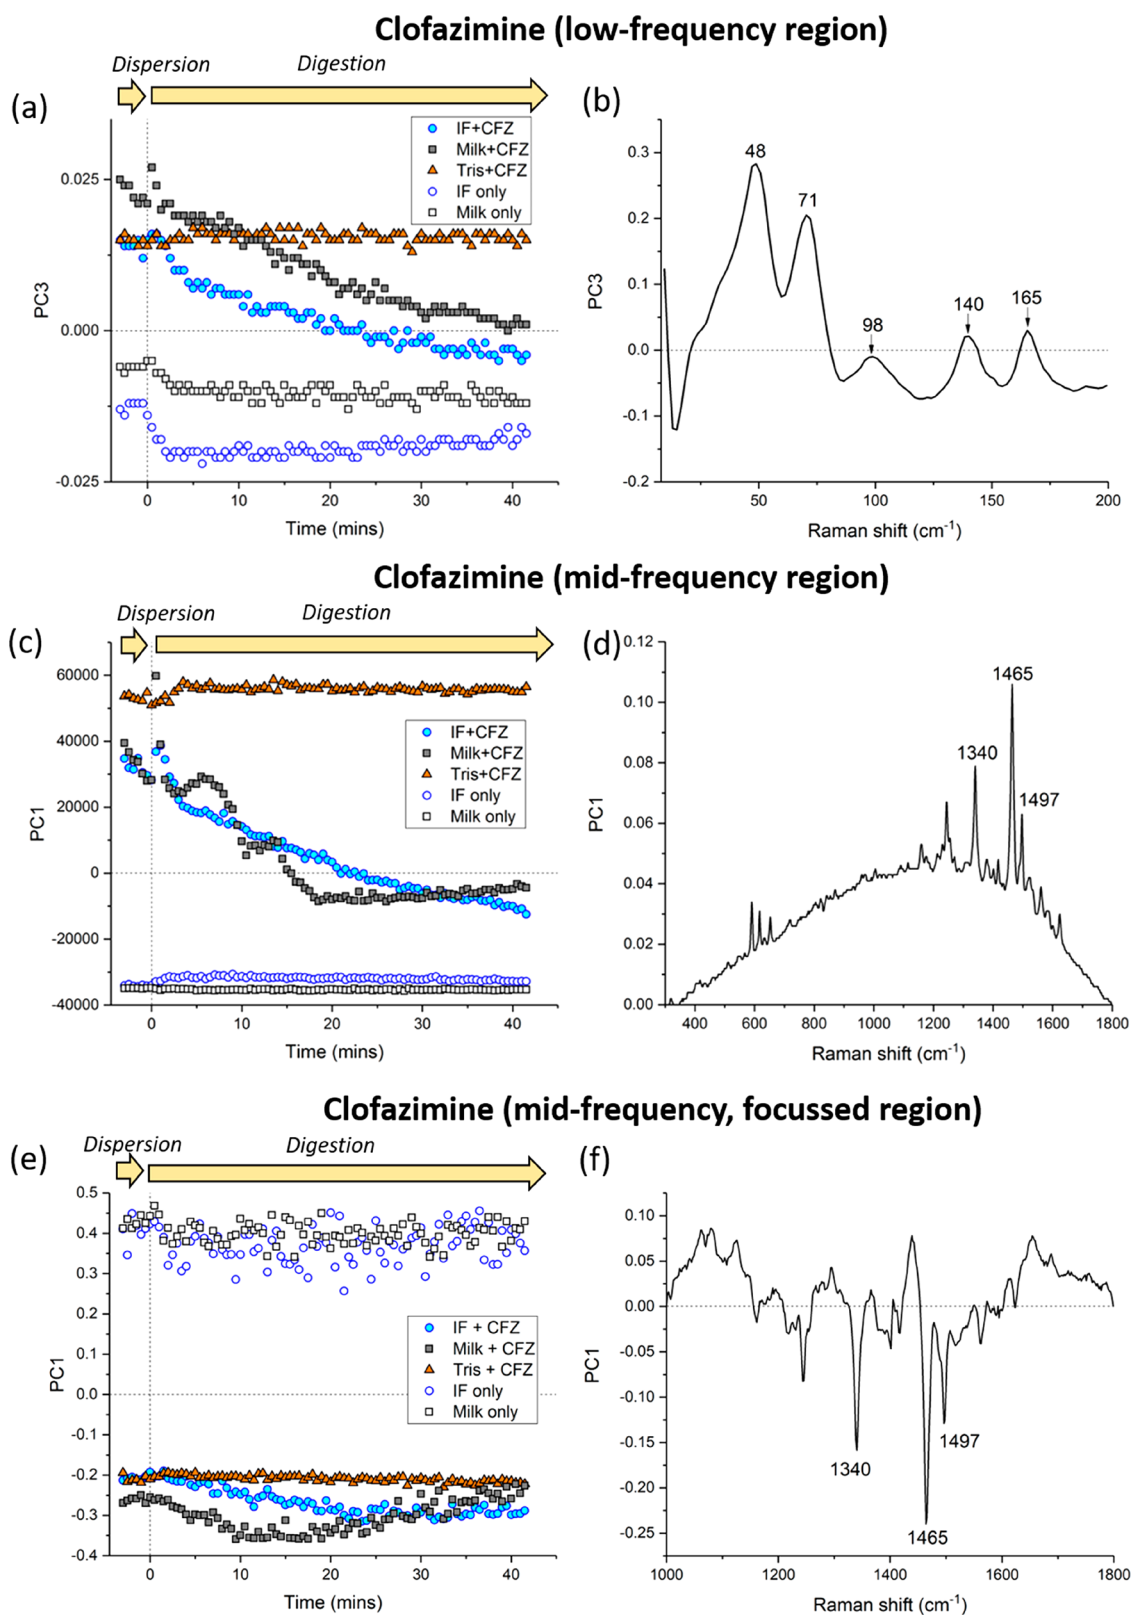 Clofazimine (low-frequency region)
Dispersion
Digestion
(a)
IF+CFZ
Milk+CFZ
Tris+CFZ
IF only
Milk only
0.025
0.000
-0.025
PC3
0
10
20
30
40
Time (mins)
(b)
48
71
98
140
165
0.3
0.2
0.1
0.0
-0.1
-0.2
PC3
50
100
150
200
Raman shift (cm⁻¹)
Clofazimine (mid-frequency region)
Dispersion
Digestion
(c)
IF+CFZ
Milk+CFZ
Tris+CFZ
IF only
Milk only
60000
40000
20000
0
-20000
-40000
PC1
0
10
20
30
40
Time (mins)
(d)
1465
1340
1497
0.12
0.10
0.08
0.06
0.04
0.02
0.00
PC1
400
600
800
1000
1200
1400
1600
1800
Raman shift (cm⁻¹)
Clofazimine (mid-frequency, focussed region)
Dispersion
Digestion
(e)
IF + CFZ
Milk + CFZ
Tris + CFZ
IF only
Milk only
0.5
0.4
0.3
0.2
0.1
0.0
-0.1
-0.2
-0.3
-0.4
PC1
0
10
20
30
40
Time (mins)
(f)
1340
1497
1465
0.10
0.05
0.00
-0.05
-0.10
-0.15
-0.20
-0.25
PC1
1000
1200
1400
1600
1800
Raman shift (cm⁻¹)